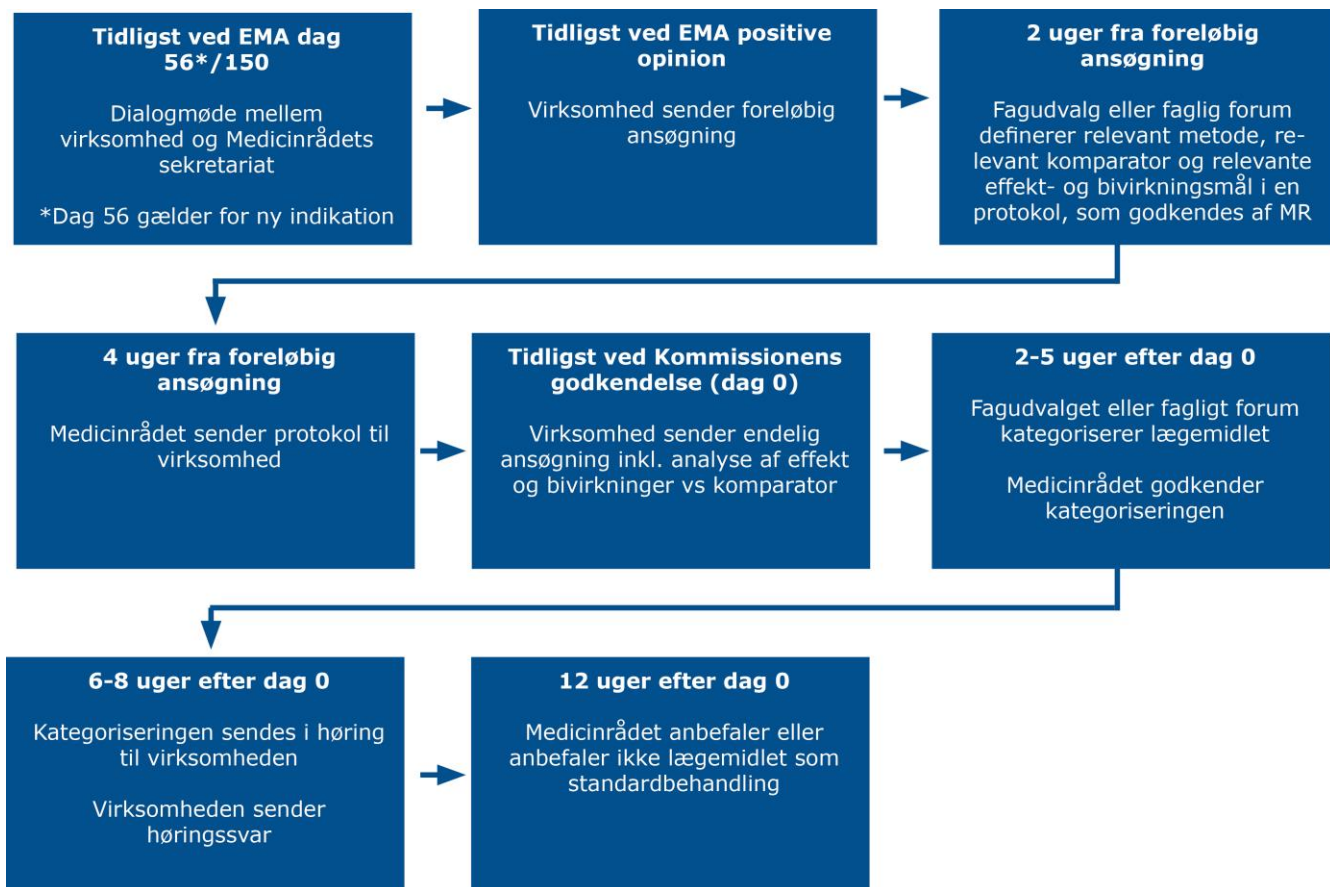 Tidligst ved EMA dag
56*/150
Dialogmøde mellem
virksomhed og Medicinrådets
sekretariat
*Dag 56 gælder for ny indikation
Tidligst ved EMA positive
opinion
Virksomhed sender foreløbig
ansøgning
2 uger fra foreløbig
ansøgning
Fagudvalg eller faglig forum
definerer relevant metode, re-
levant komparator og relevante
effekt- og bivirkningsmål i en
protokol, som godkendes af MR
4 uger fra foreløbig
ansøgning
Medicinrådet sender protokol til
virksomhed
Tidligst ved Kommissionens
godkendelse (dag 0)
Virksomhed sender endelig
ansøgning inkl. analyse af effekt
og bivirkninger vs komparator
2-5 uger efter dag 0
Fagudvalget eller fagligt forum
kategoriserer lægemidlet
Medicinrådet godkender
kategoriseringen
6-8 uger efter dag 0
Kategoriseringen sendes i høring
til virksomheden
Virksomheden sender
høringssvar
12 uger efter dag 0
Medicinrådet anbefaler eller
anbefaler ikke lægemidlet som
standardbehandling